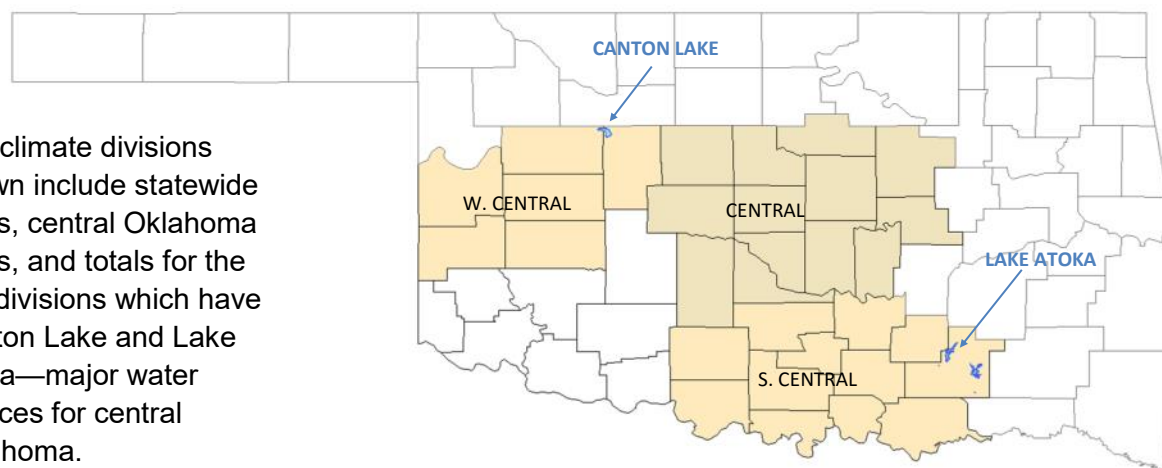 CANTON LAKE
climate divisions
wn include statewide
s, central Oklahoma
s, and totals for the
divisions which have
ton Lake and Lake
a—major water
ces for central
homa.
W. CENTRAL
CENTRAL
LAKE ATOKA
S. CENTRAL